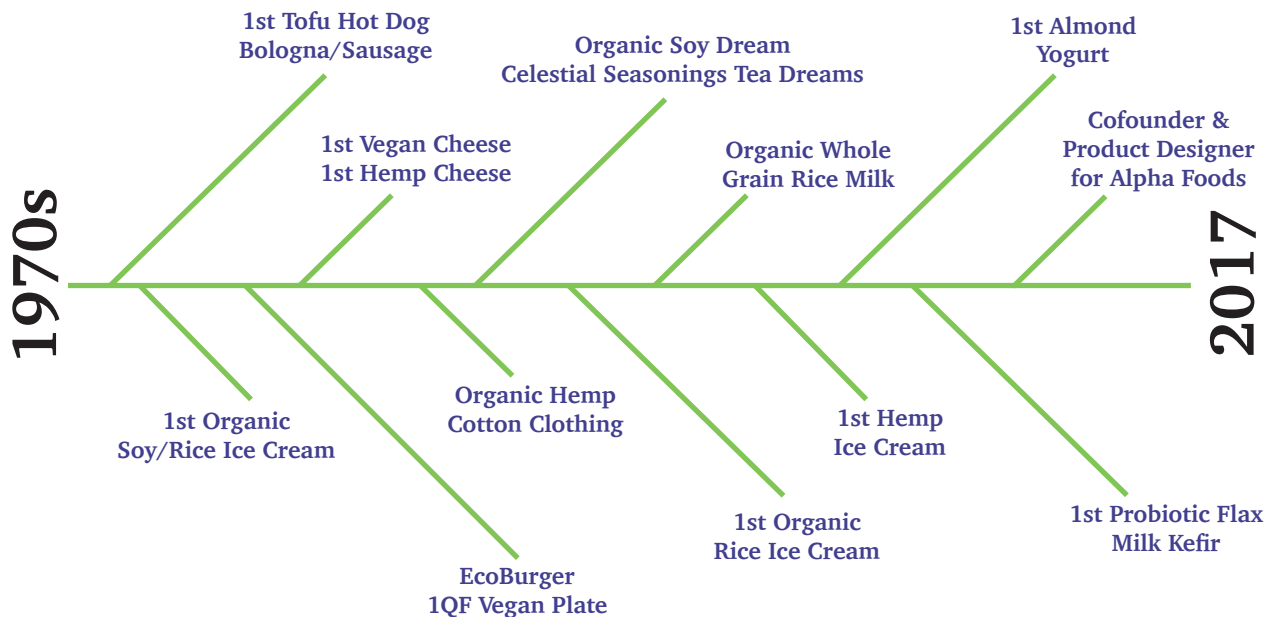 1970s
1st Tofu Hot Dog
Bologna/Sausage
1st Organic
Soy/Rice Ice Cream
EcoBurger
1QF Vegan Plate
1st Vegan Cheese
1st Hemp Cheese
Organic Hemp
Cotton Clothing
Organic Soy Dream
Celestial Seasonings Tea Dreams
1st Organic
Rice Ice Cream
Organic Whole
Grain Rice Milk
1st Hemp
Ice Cream
1st Almond
Yogurt
1st Probiotic Flax
Milk Kefir
Cofounder &
Product Designer
for Alpha Foods
2017